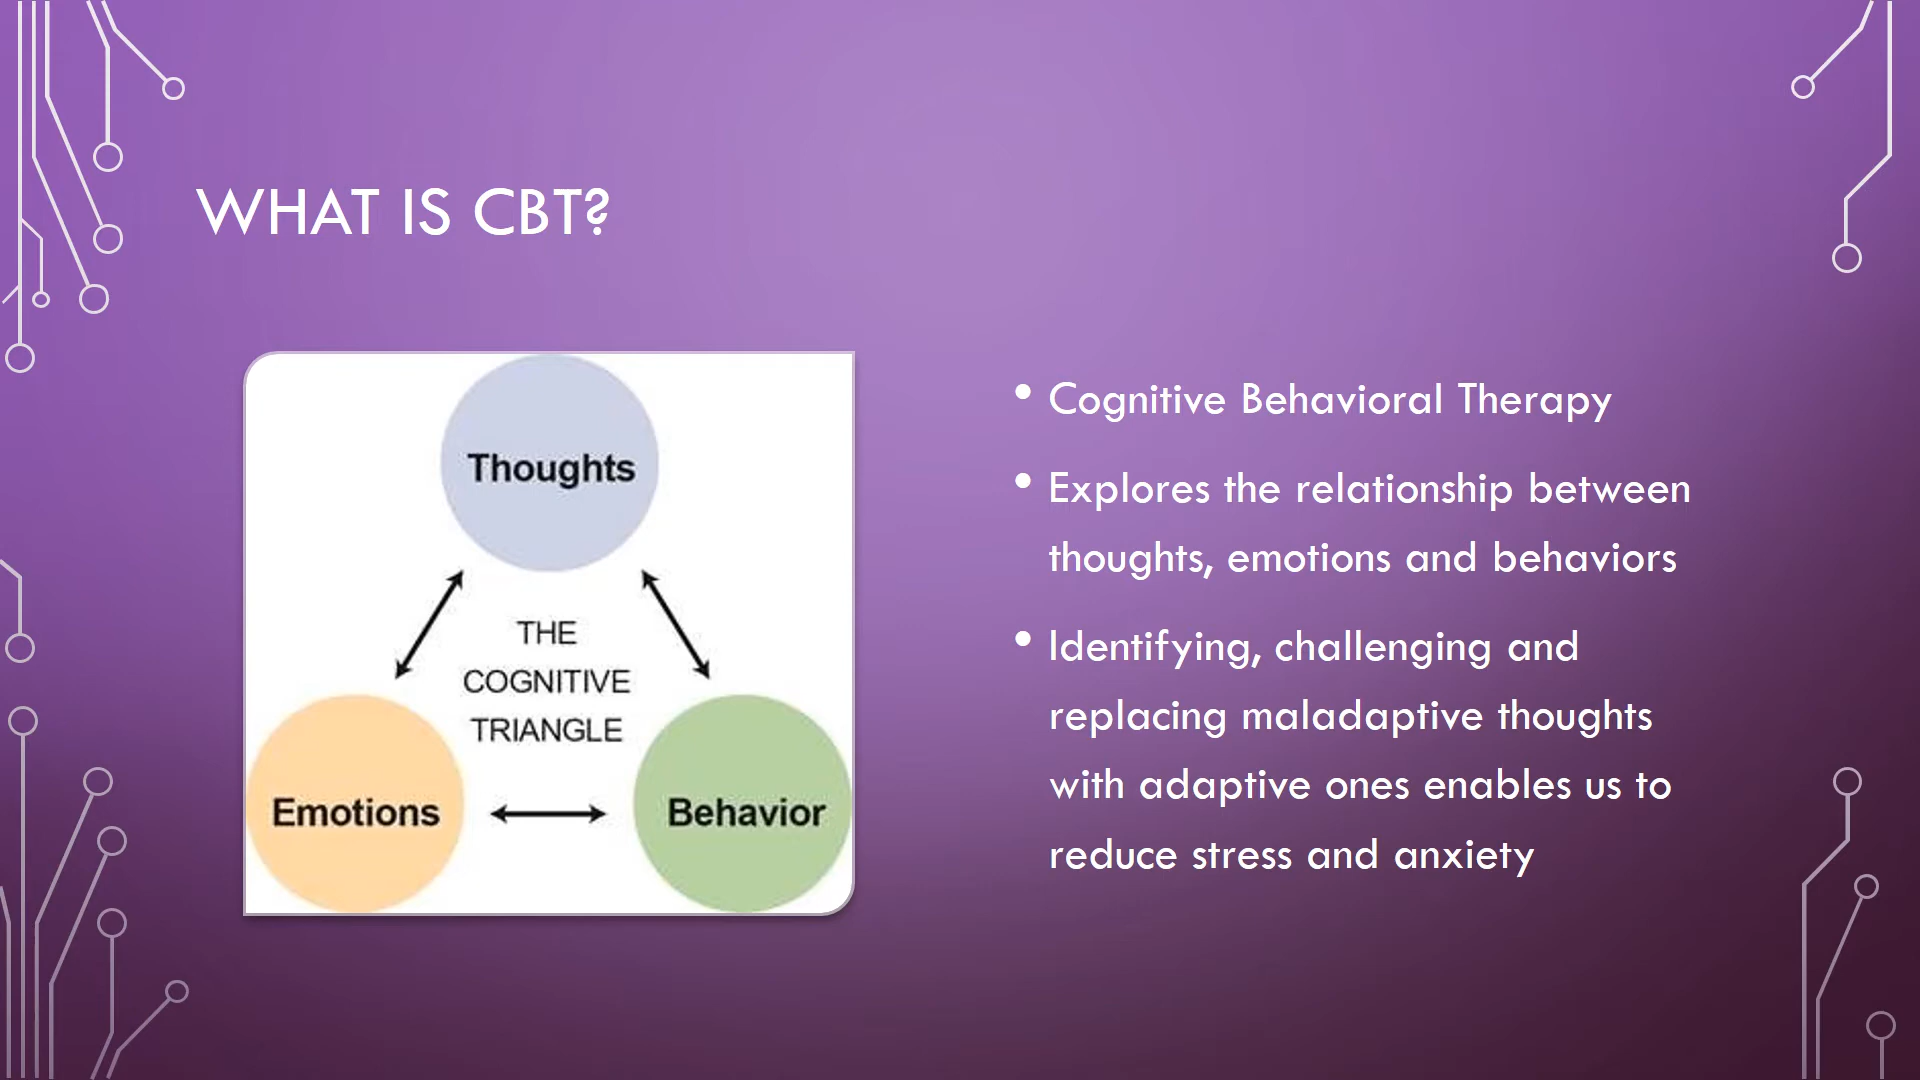 WHAT IS CBT?
Thoughts
THE
COGNITIVE
TRIANGLE
Emotions
Behavior
• Cognitive Behavioral Therapy
• Explores the relationship between
thoughts, emotions and behaviors
• Identifying, challenging and
replacing maladaptive thoughts
with adaptive ones enables us to
reduce stress and anxiety